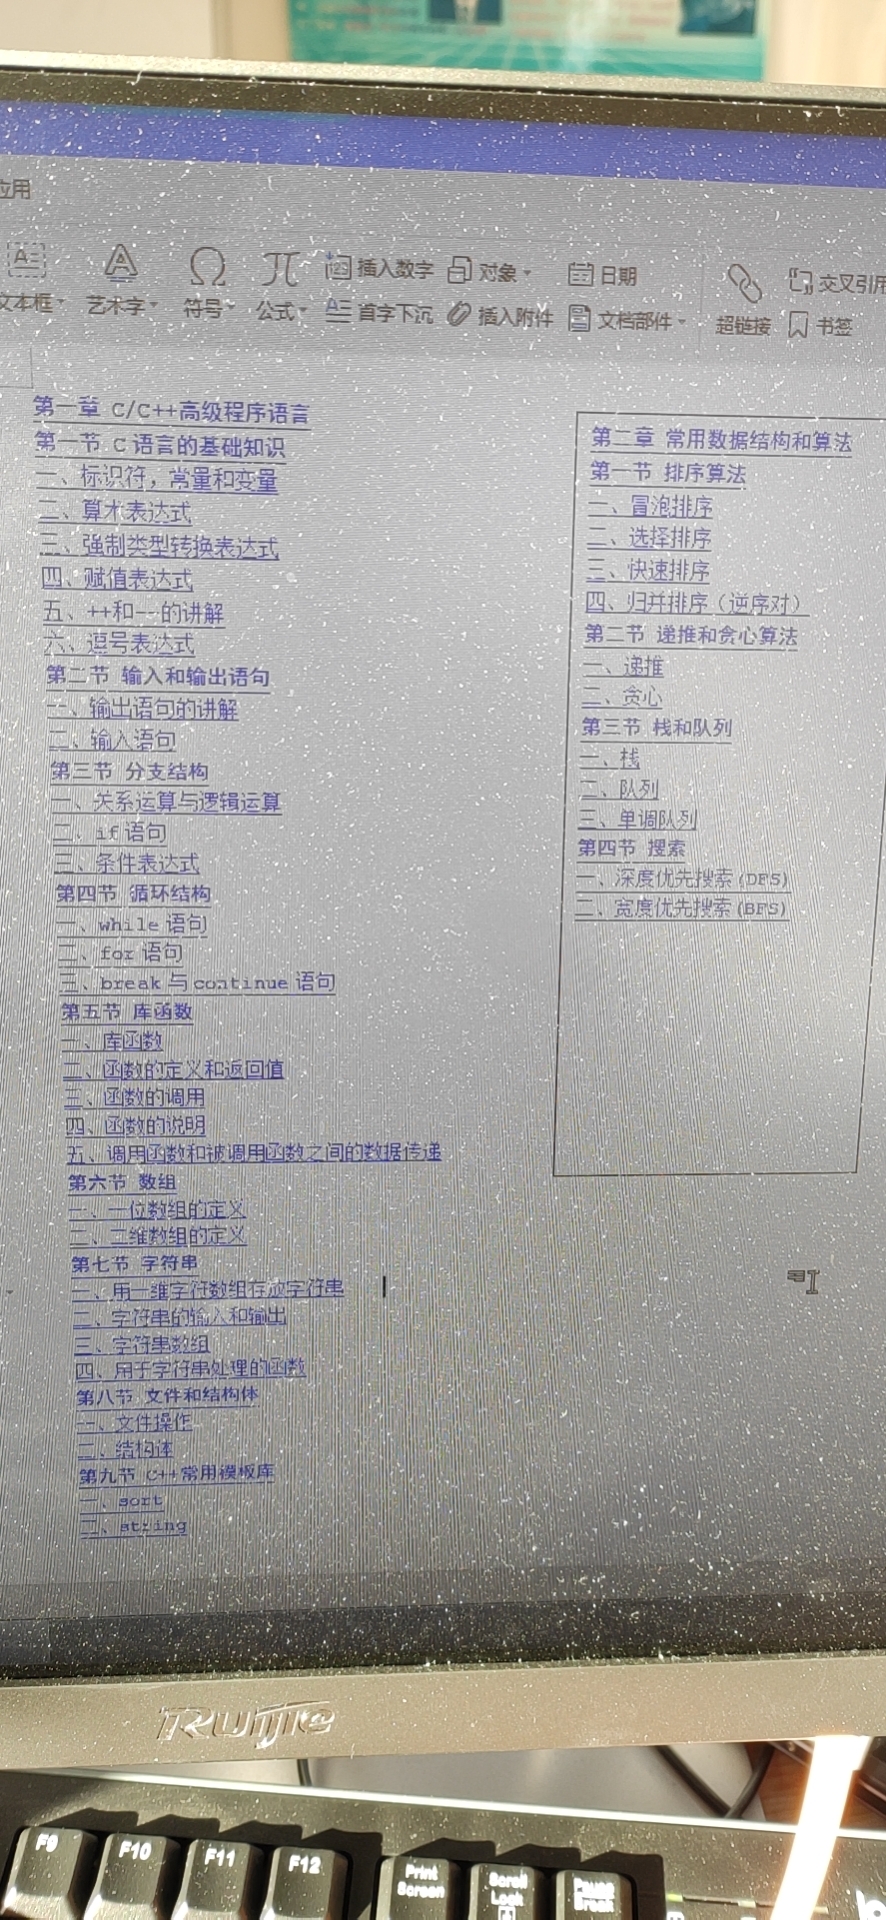 应用
文本框
艺术字
符号
公式
插入数字
对象
日期
首字下沉
插入附件
文档部件
超链接
交叉引用
书签
第一章 C/C++高级程序语言
第一节 C 语言的基础知识
一、标识符，常量和变量
二、算术表达式
三、强制类型转换表达式
四、赋值表达式
五、++和--的讲解
六、逗号表达式
第二节 输入和输出语句
一、输出语句的讲解
二、输入语句
第三节 分支结构
一、关系运算与逻辑运算
二、if 语句
三、条件表达式
第四节 循环结构
一、while 语句
二、for 语句
三、break 与 continue 语句
第五节 库函数
一、库函数
二、函数的定义和返回值
三、函数的调用
四、函数的说明
五、调用函数和被调用函数之间的数据传递
第六节 数组
一、一位数组的定义
二、二维数组的定义
第七节 字符串
一、用一维字符数组存放字符串
二、字符串的输入和输出
三、字符串数组
四、用于字符串处理的函数
第八节 文件和结构体
一、文件操作
二、结构体
第九节 C++常用模板库
一、sort
二、string
第二章 常用数据结构和算法
第一节 排序算法
一、冒泡排序
二、选择排序
三、快速排序
四、归并排序（逆序对）
第二节 递推和贪心算法
一、递推
二、贪心
第三节 栈和队列
一、栈
二、队列
三、单调队列
第四节 搜索
一、深度优先搜索(DFS)
二、宽度优先搜索(BFS)
Ruijie
F9
F10
F11
F12
Print
Screen
Scroll
Lock
Pause
Break